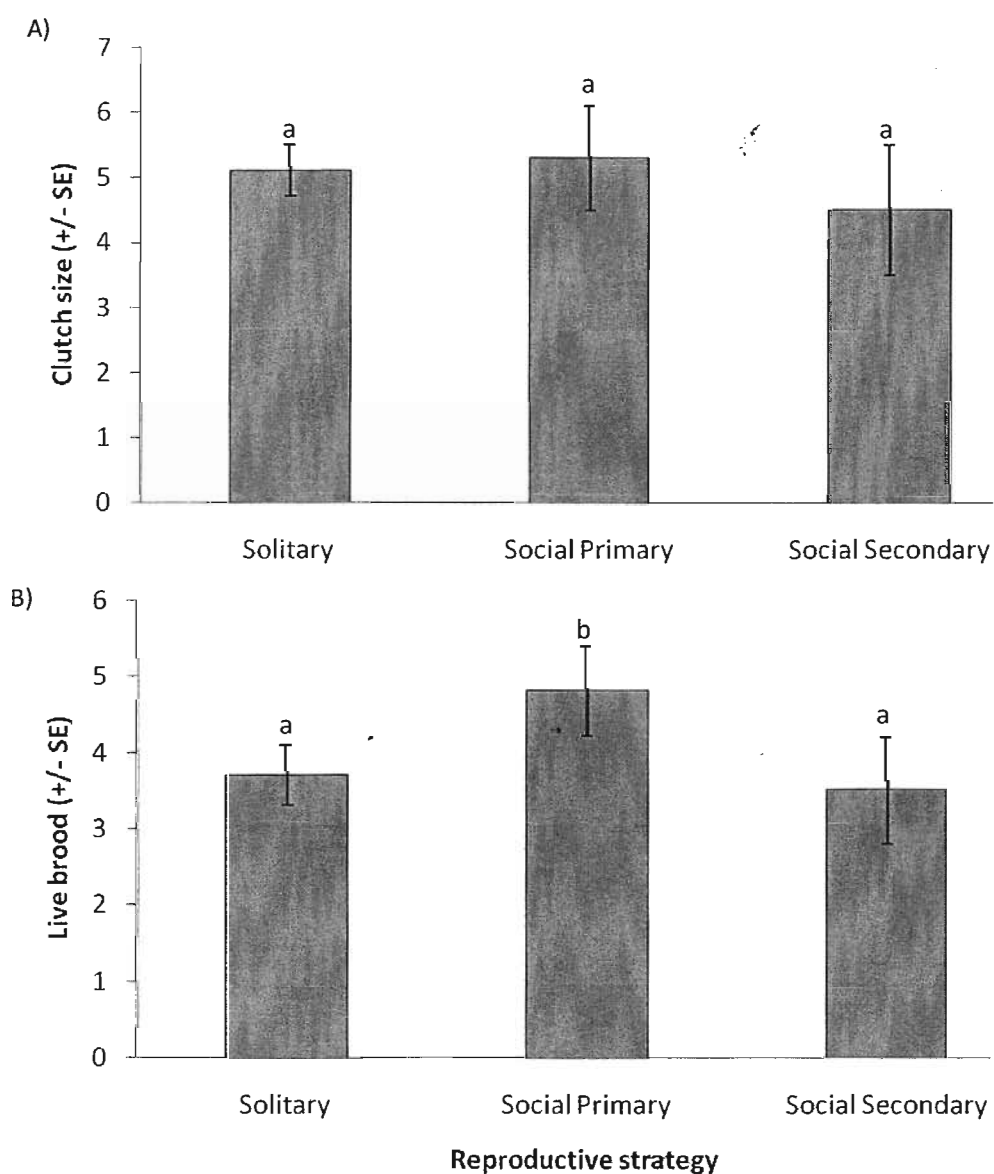 A)
Clutch size (+/- SE)
7
6
5
4
3
2
1
0
a
a
a
Solitary
Social Primary
Social Secondary
B)
Live brood (+/- SE)
6
5
4
3
2
1
0
a
b
a
Solitary
Social Primary
Social Secondary
Reproductive strategy